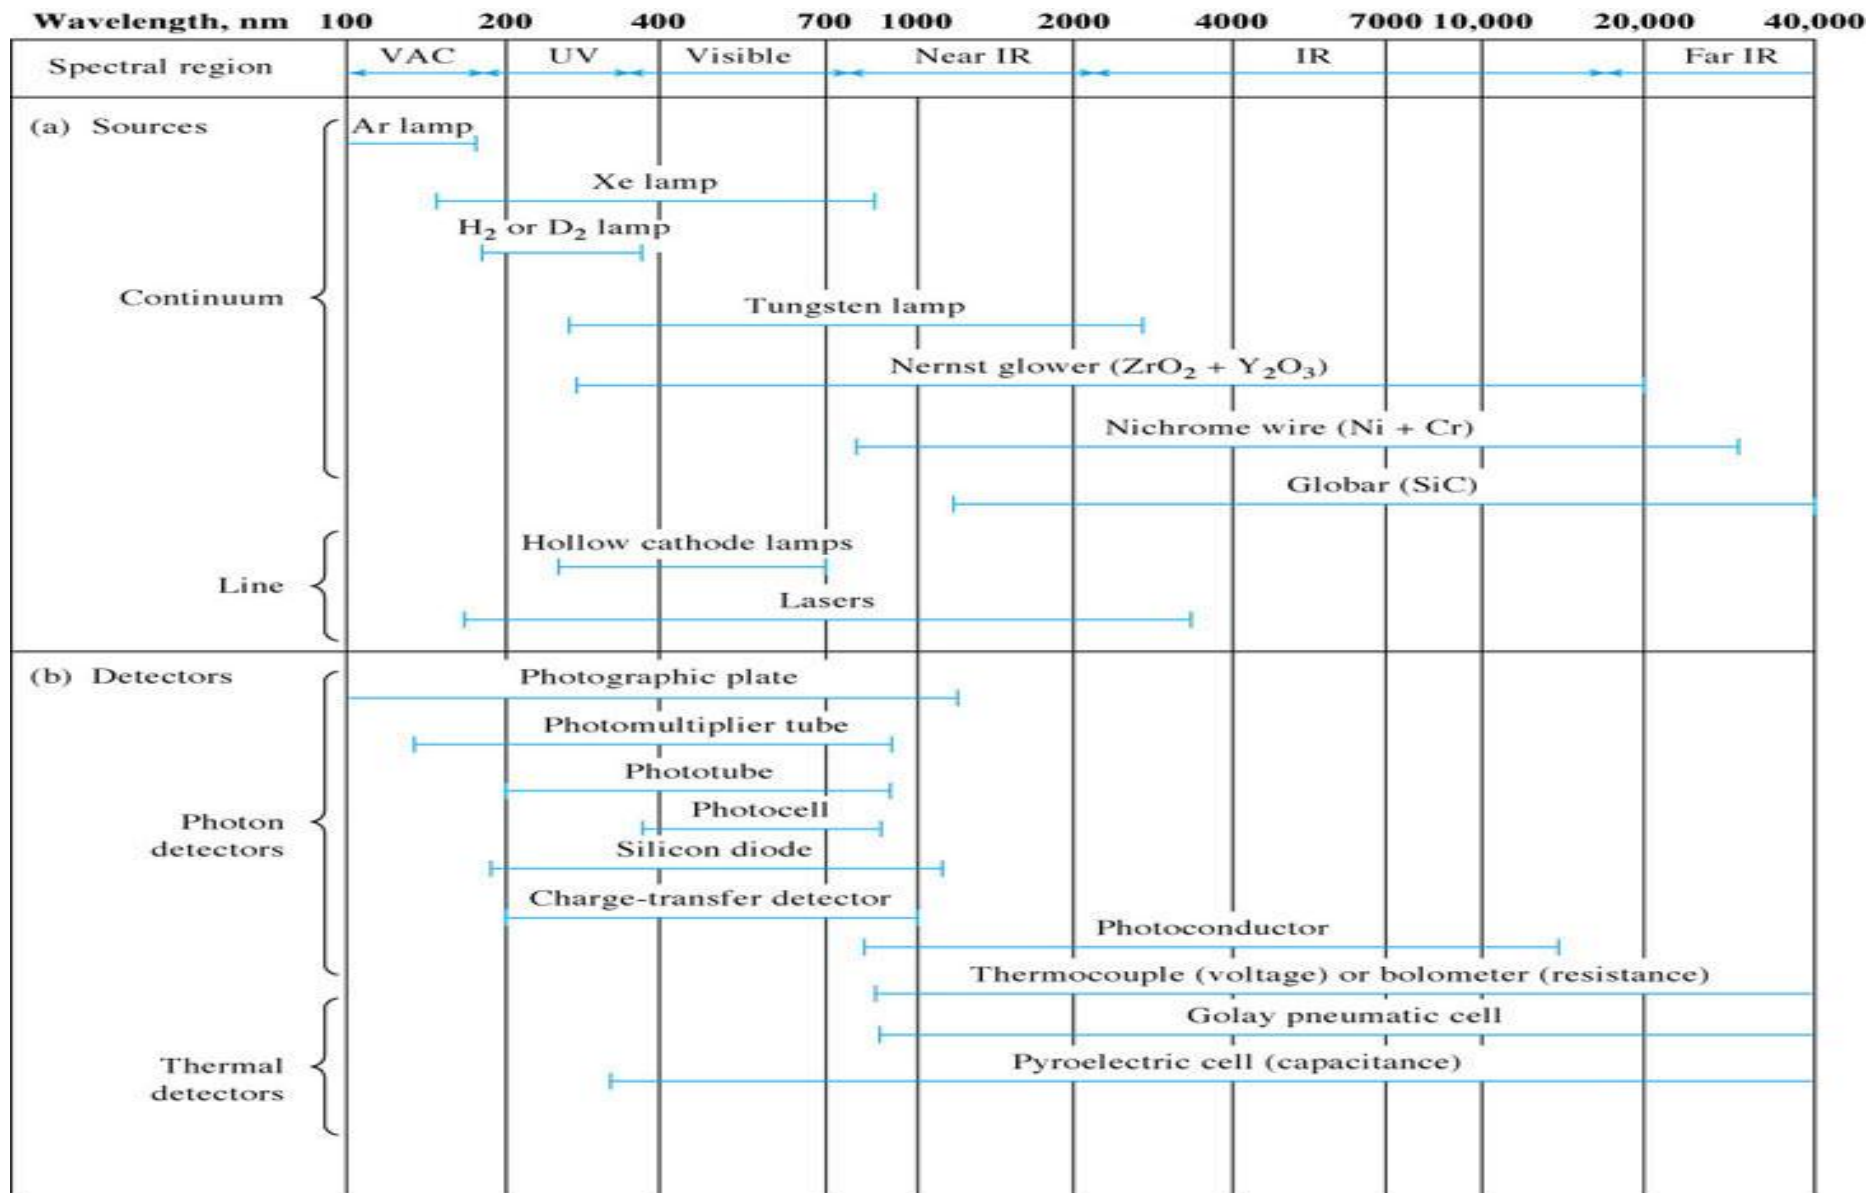 Wavelength, nm 100 200 400 700 1000 2000 4000 7000 10,000 20,000 40,000
Spectral region VAC UV Visible Near IR IR Far IR
(a) Sources Ar lamp
Xe lamp
H₂ or D₂ lamp
Continuum
Tungsten lamp
Nernst glower (ZrO₂ + Y₂O₃)
Nichrome wire (Ni + Cr)
Globar (SiC)
Hollow cathode lamps
Line
Lasers
(b) Detectors Photographic plate
Photomultiplier tube
Phototube
Photocell
Photon
detectors
Silicon diode
Charge-transfer detector
Photoconductor
Thermocouple (voltage) or bolometer (resistance)
Golay pneumatic cell
Pyroelectric cell (capacitance)
Thermal
detectors